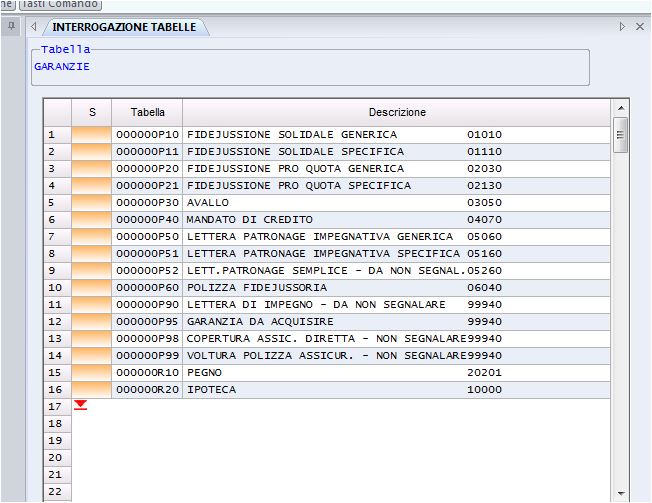 ne Tasti Comando
INTERROGAZIONE TABELLE
Tabella
GARANZIE
S Tabella Descrizione
1 000000P10 FIDEJUSSIONE SOLIDALE GENERICA 01010
2 000000P11 FIDEJUSSIONE SOLIDALE SPECIFICA 01110
3 000000P20 FIDEJUSSIONE PRO QUOTA GENERICA 02030
4 000000P21 FIDEJUSSIONE PRO QUOTA SPECIFICA 02130
5 000000P30 AVALLO 03050
6 000000P40 MANDATO DI CREDITO 04070
7 000000P50 LETTERA PATRONAGE IMPEGNATIVA GENERICA 05060
8 000000P51 LETTERA PATRONAGE IMPEGNATIVA SPECIFICA 05160
9 000000P52 LETT.PATRONAGE SEMPLICE - DA NON SEGNAL.05260
10 000000P60 POLIZZA FIDEJUSSORIA 06040
11 000000P90 LETTERA DI IMPEGNO - DA NON SEGNALARE 99940
12 000000P95 GARANZIA DA ACQUISIRE 99940
13 000000P98 COPERTURA ASSIC. DIRETTA - NON SEGNALARE99940
14 000000P99 VOLTURA POLIZZA ASSICUR. - NON SEGNALARE99940
15 000000R10 PEGNO 20201
16 000000R20 IPOTECA 10000
17
18
19
20
21
22